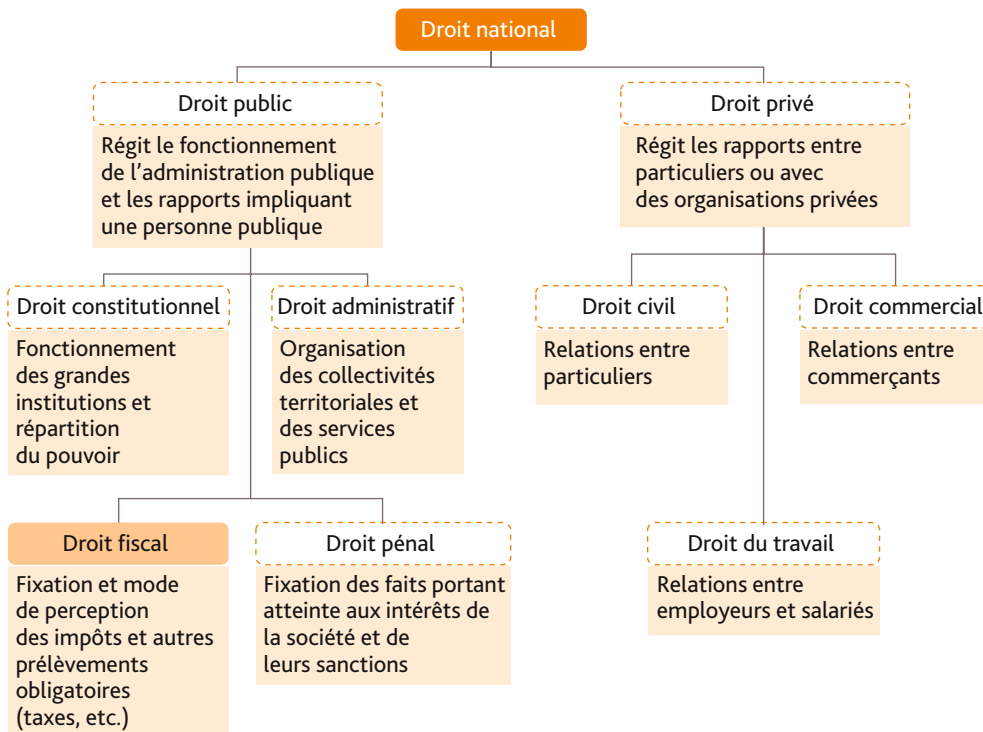 Droit national
Droit public
Régit le fonctionnement
de l’administration publique
et les rapports impliquant
une personne publique
Droit privé
Régit les rapports entre
particuliers ou avec
des organisations privées
Droit constitutionnel
Fonctionnement
des grandes
institutions et
répartition
du pouvoir
Droit administratif
Organisation
des collectivités
territoriales et
des services
publics
Droit civil
Relations entre
particuliers
Droit commercial
Relations entre
commerçants
Droit fiscal
Fixation et mode
de perception
des impôts et autres
prélèvements
obligatoires
(taxes, etc.)
Droit pénal
Fixation des faits portant
atteinte aux intérêts de
la société et de
leurs sanctions
Droit du travail
Relations entre
employeurs et salariés